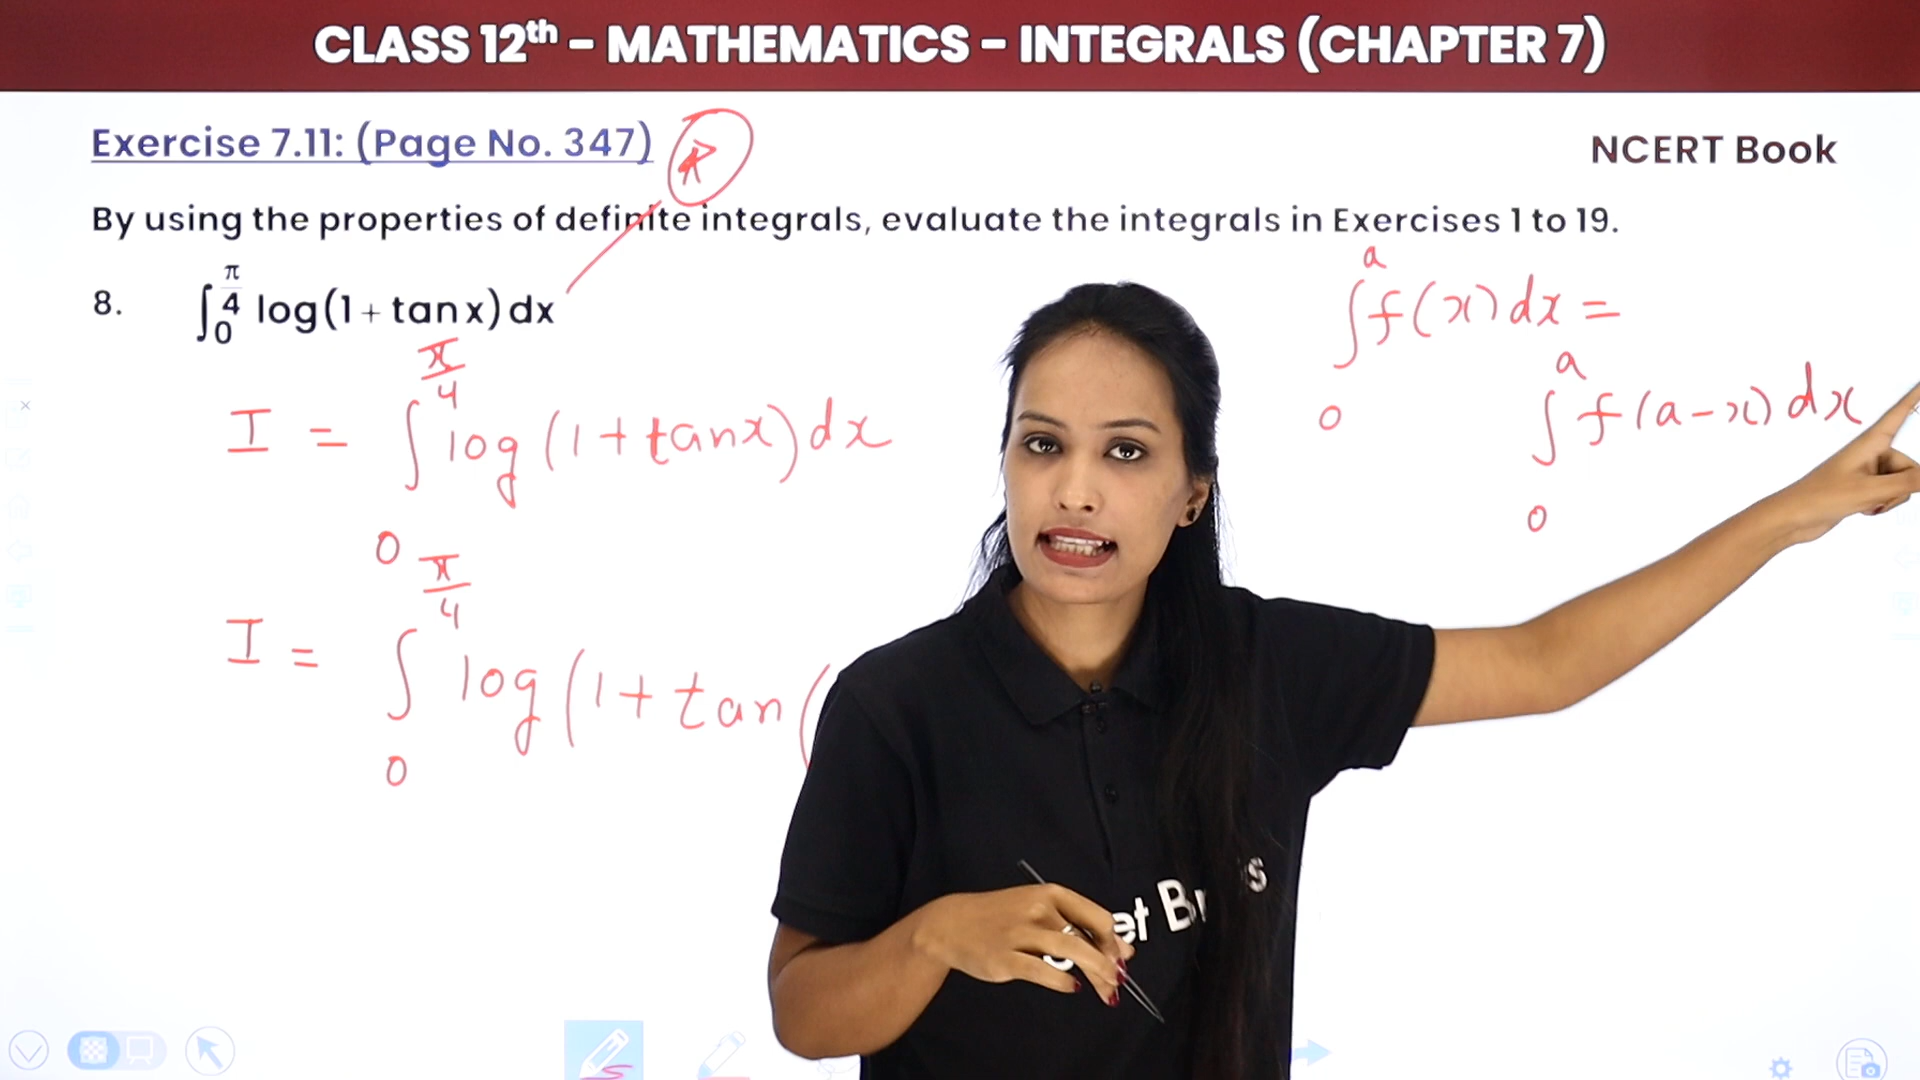 CLASS 12th – MATHEMATICS – INTEGRALS (CHAPTER 7)
Exercise 7.11: (Page No. 347)
NCERT Book
By using the properties of definite integrals, evaluate the integrals in Exercises 1 to 19.
8. ∫₀^(π/4) log(1 + tan x) dx
∫₀^a f(x) dx =
∫₀^a f(a-x) dx
I = ∫₀^(π/4) log(1+tanx) dx
I = ∫₀^(π/4) log(1+tan(